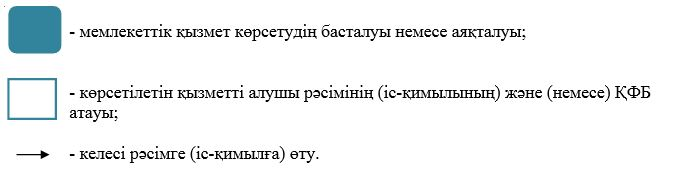 - мемлекеттік қызмет көрсетудің басталуы немесе аяқталуы;
- көрсетілетін қызметті алушы рәсімінің (іс-қимылының) және (немесе) ҚФБ
атауы;
- келесі рәсімге (іс-қимылға) өту.